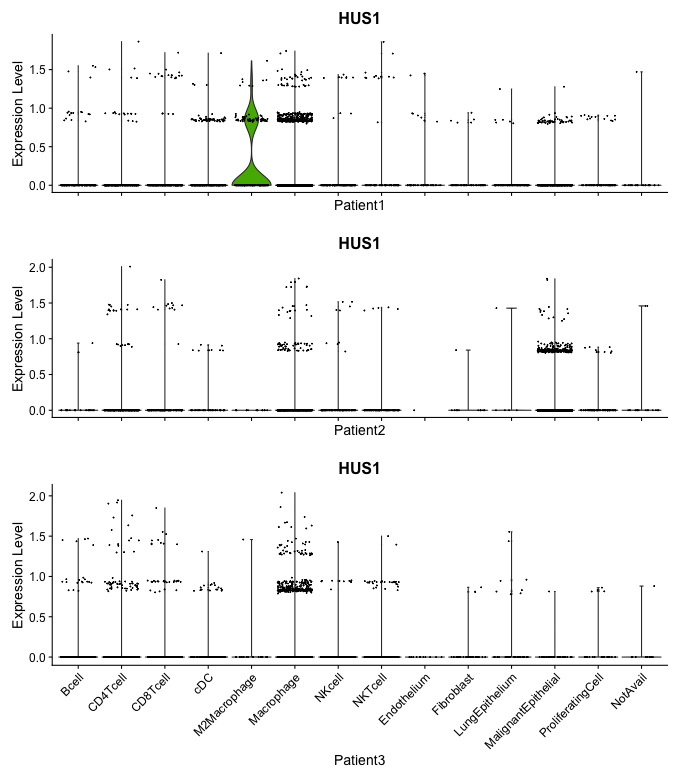 HUS1
Expression Level
1.5
1.0
0.5
0.0
Patient1
HUS1
Expression Level
2.0
1.5
1.0
0.5
0.0
Patient2
HUS1
Expression Level
2.0
1.5
1.0
0.5
0.0
Bcell
CD4Tcell
CD8Tcell
cDC
M2Macrophage
Macrophage
NKcell
NKTcell
Endothelium
Fibroblast
LungEpithelium
MalignantEpithelial
ProliferatingCell
NotAvail
Patient3